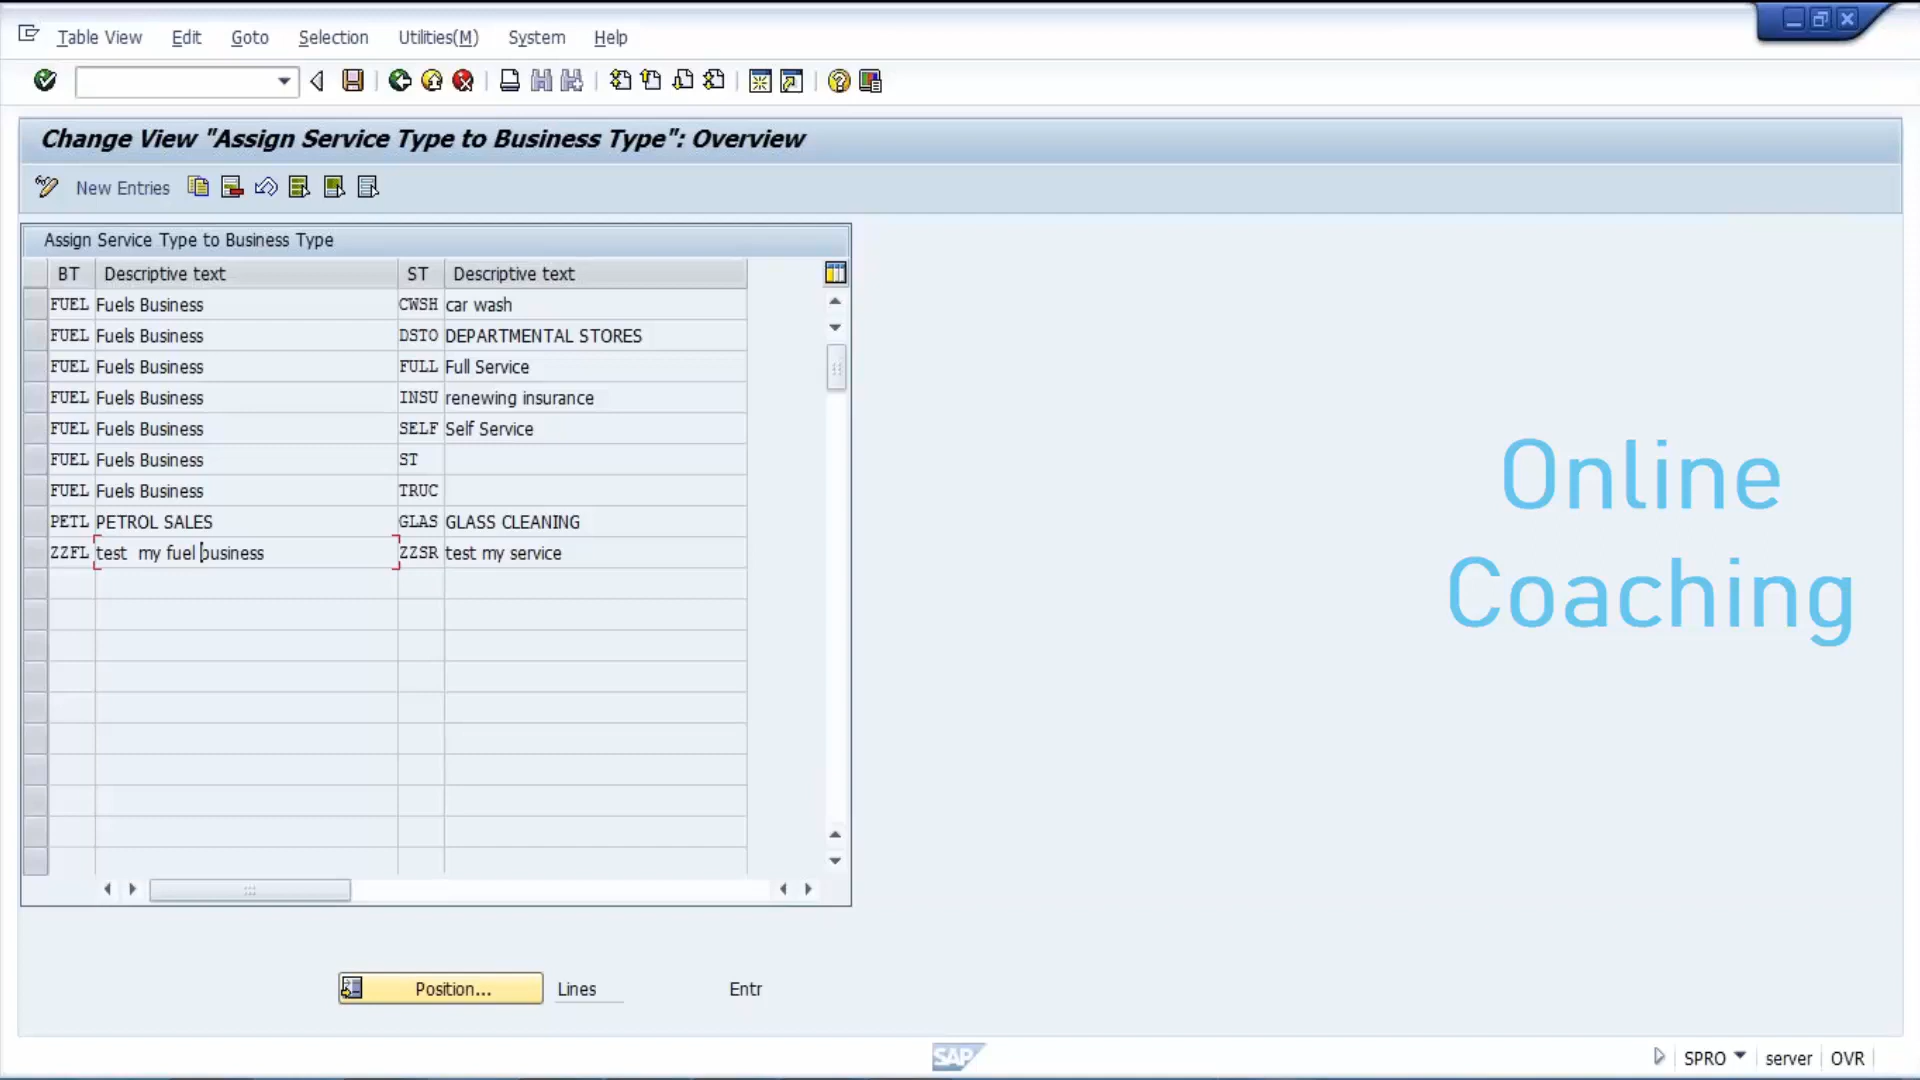 Table View Edit Goto Selection Utilities(M) System Help
Change View "Assign Service Type to Business Type": Overview
New Entries
Assign Service Type to Business Type
BT Descriptive text ST Descriptive text
FUEL Fuels Business CWSH car wash
FUEL Fuels Business DSTO DEPARTMENTAL STORES
FUEL Fuels Business FULL Full Service
FUEL Fuels Business INSU renewing insurance
FUEL Fuels Business SELF Self Service
FUEL Fuels Business ST
FUEL Fuels Business TRUC
PETL PETROL SALES GLAS GLASS CLEANING
ZZFL test my fuel business ZZSR test my service
Online
Coaching
Position... Lines Entr
SAP
SPRO server OVR